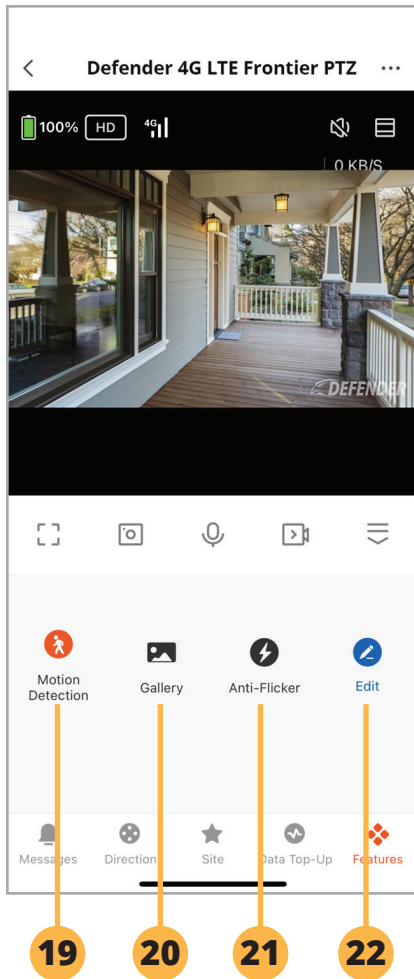 Defender 4G LTE Frontier PTZ
100% HD 4G
0 KB/S
DEFENDER
Motion Detection
Gallery
Anti-Flicker
Edit
Messages
Direction
Site
Data Top-Up
Features
19
20
21
22